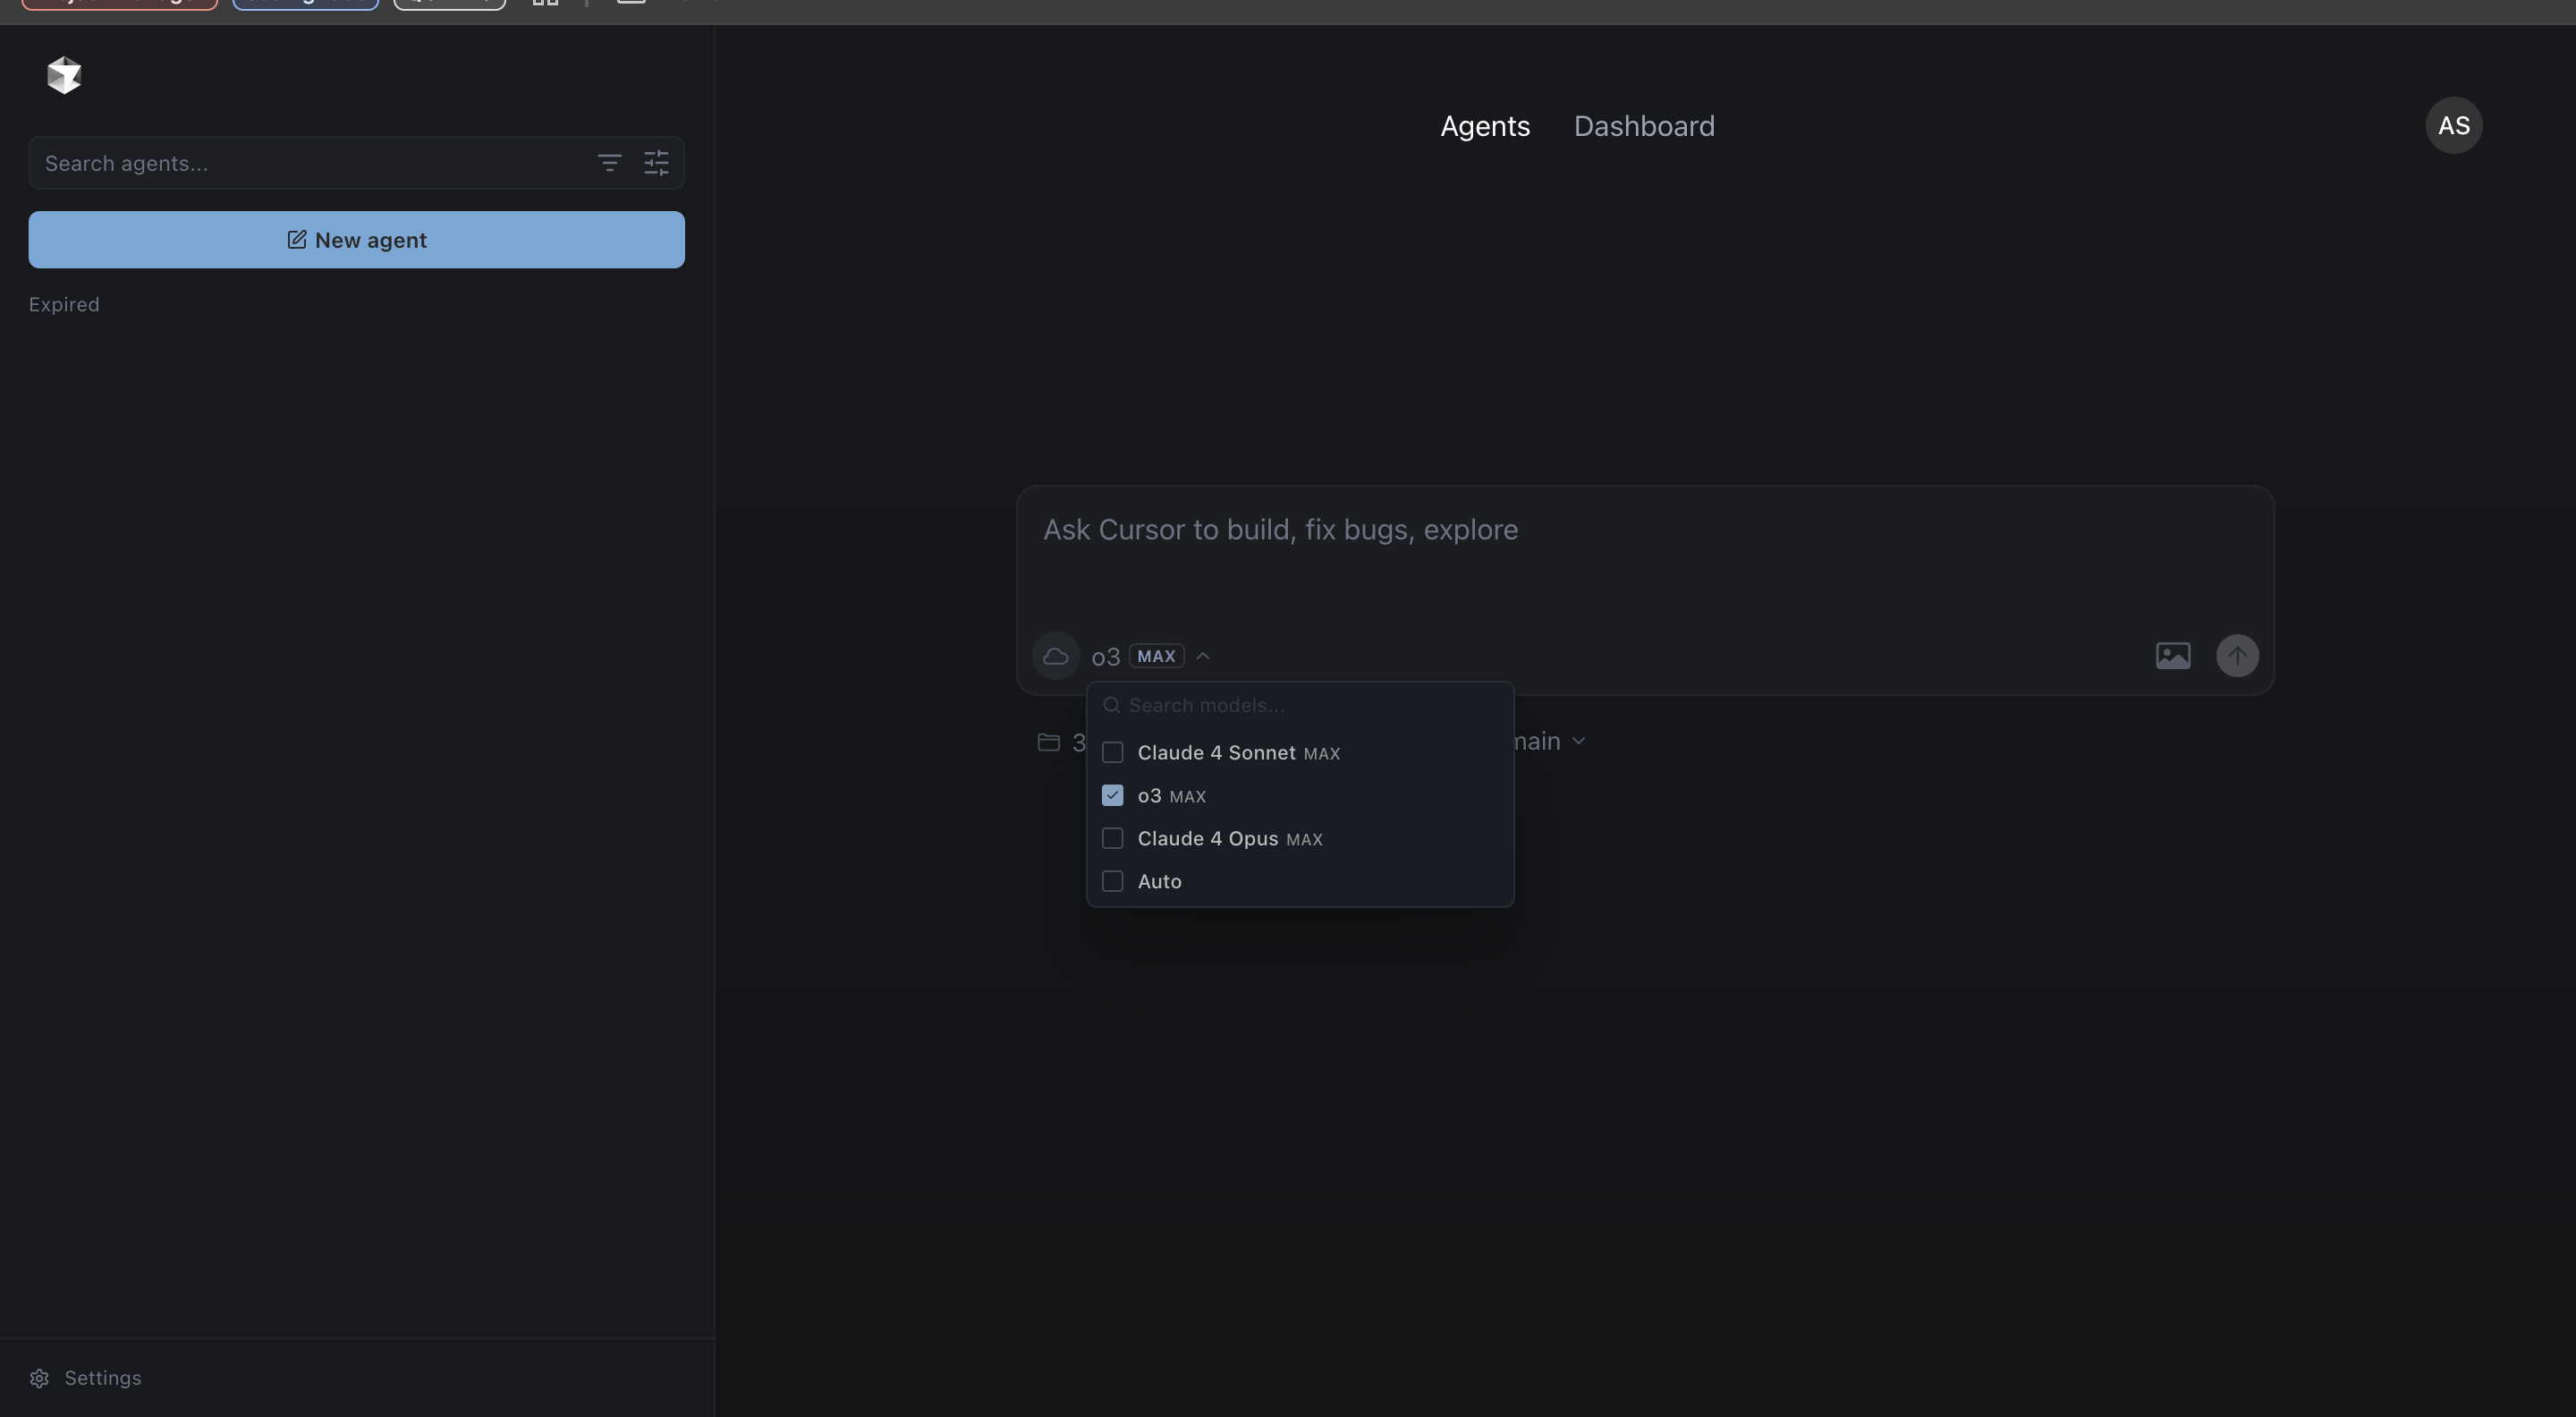 Search agents...
New agent
Expired
Settings
Agents Dashboard
AS
Ask Cursor to build, fix bugs, explore
o3 MAX
Search models...
3
Claude 4 Sonnet MAX
o3 MAX
Claude 4 Opus MAX
Auto